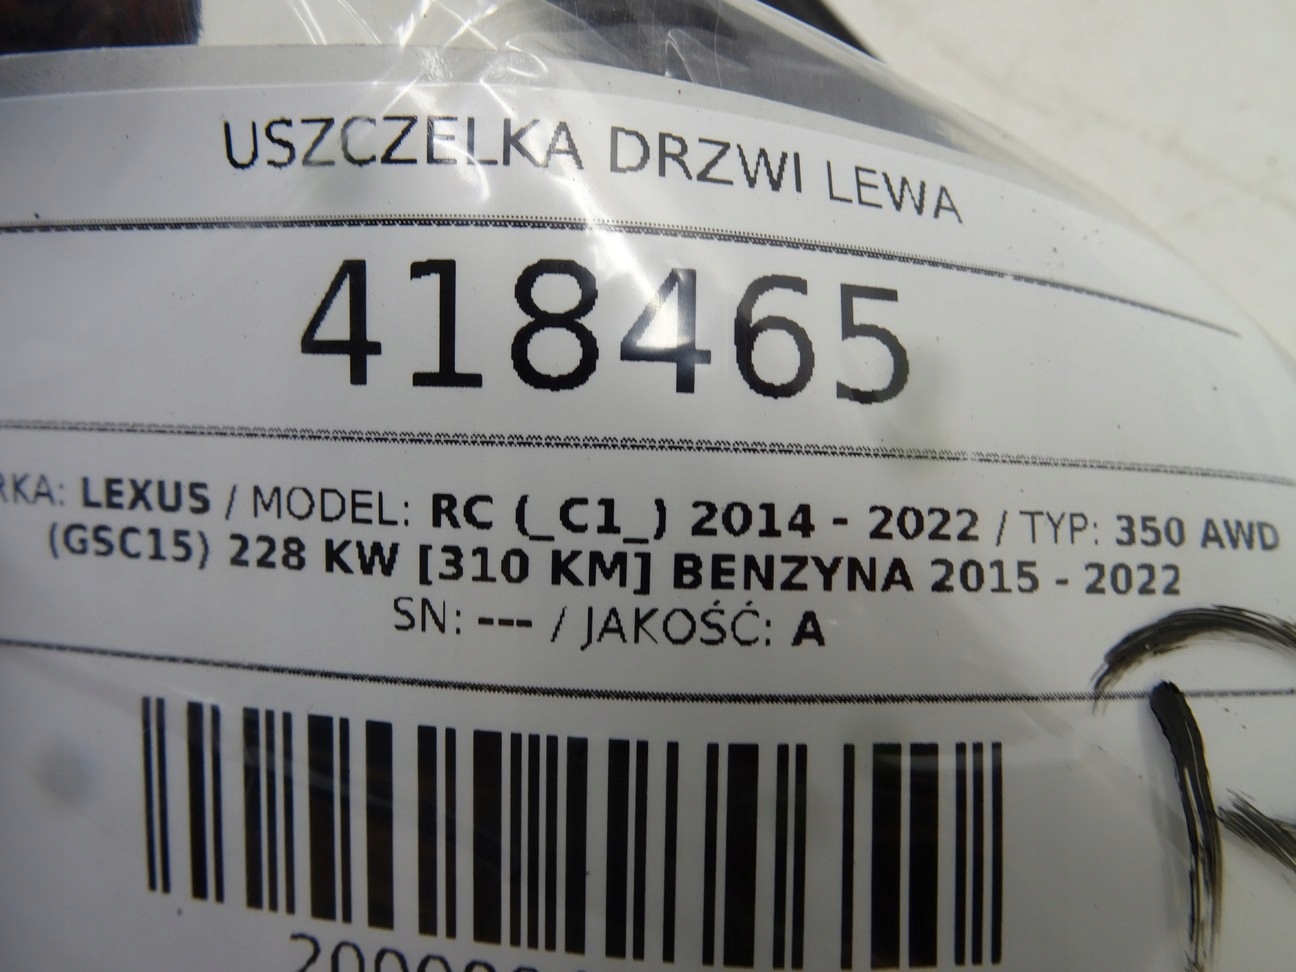 USZCZELKA DRZWI LEWA
418465
RKA: LEXUS / MODEL: RC (_C1_) 2014 - 2022 / TYP: 350 AWD
(GSC15) 228 KW [310 KM] BENZYNA 2015 - 2022
SN: --- / JAKOŚĆ: A